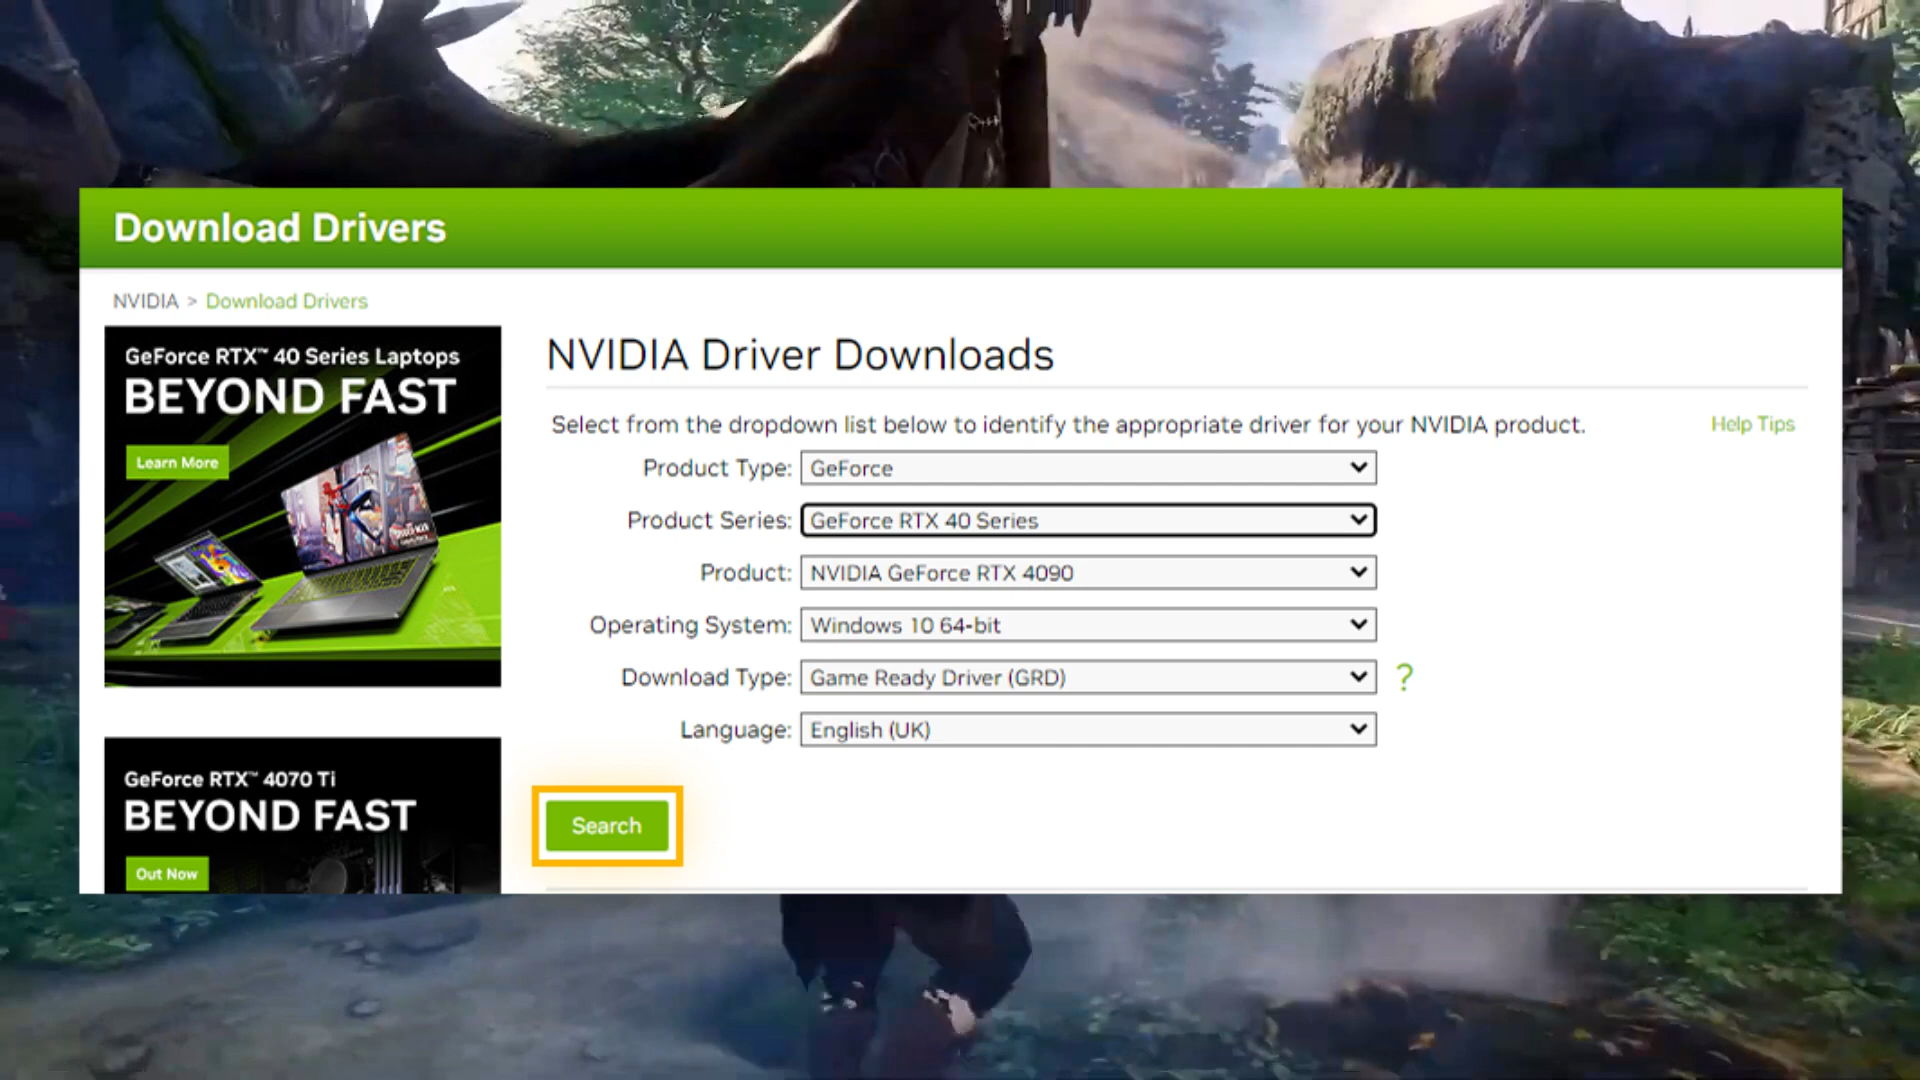 Download Drivers
NVIDIA > Download Drivers
GeForce RTX™ 40 Series Laptops
BEYOND FAST
Learn More
GeForce RTX™ 4070 Ti
BEYOND FAST
Out Now
NVIDIA Driver Downloads
Select from the dropdown list below to identify the appropriate driver for your NVIDIA product.
Help Tips
Product Type: GeForce
Product Series: GeForce RTX 40 Series
Product: NVIDIA GeForce RTX 4090
Operating System: Windows 10 64-bit
Download Type: Game Ready Driver (GRD) ?
Language: English (UK)
Search